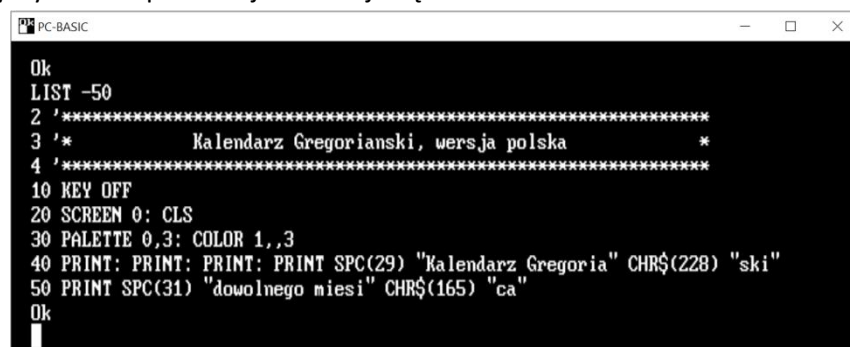 PC-BASIC
Ok
LIST -50
2 '***************************************************************
3 '*            Kalendarz Gregorianski, wersja polska             *
4 '***************************************************************
10 KEY OFF
20 SCREEN 0: CLS
30 PALETTE 0,3: COLOR 1,,3
40 PRINT: PRINT: PRINT: PRINT SPC(29) "Kalendarz Gregoria" CHR$(228) "ski"
50 PRINT SPC(31) "dowolnego miesi" CHR$(165) "ca"
Ok